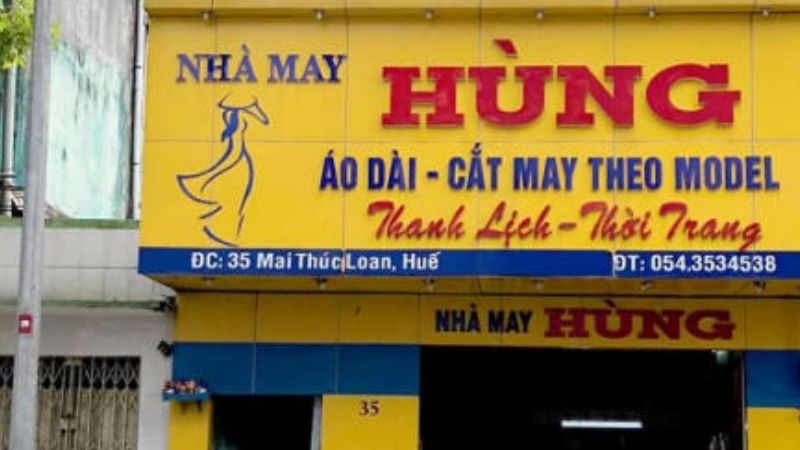 NHÀ MAY HÙNG
ÁO DÀI - CẮT MAY THEO MODEL
Thanh Lịch - Thời Trang
ĐC: 35 Mai Thúc Loan, Huế ĐT: 054.3534538
NHÀ MAY HÙNG
35